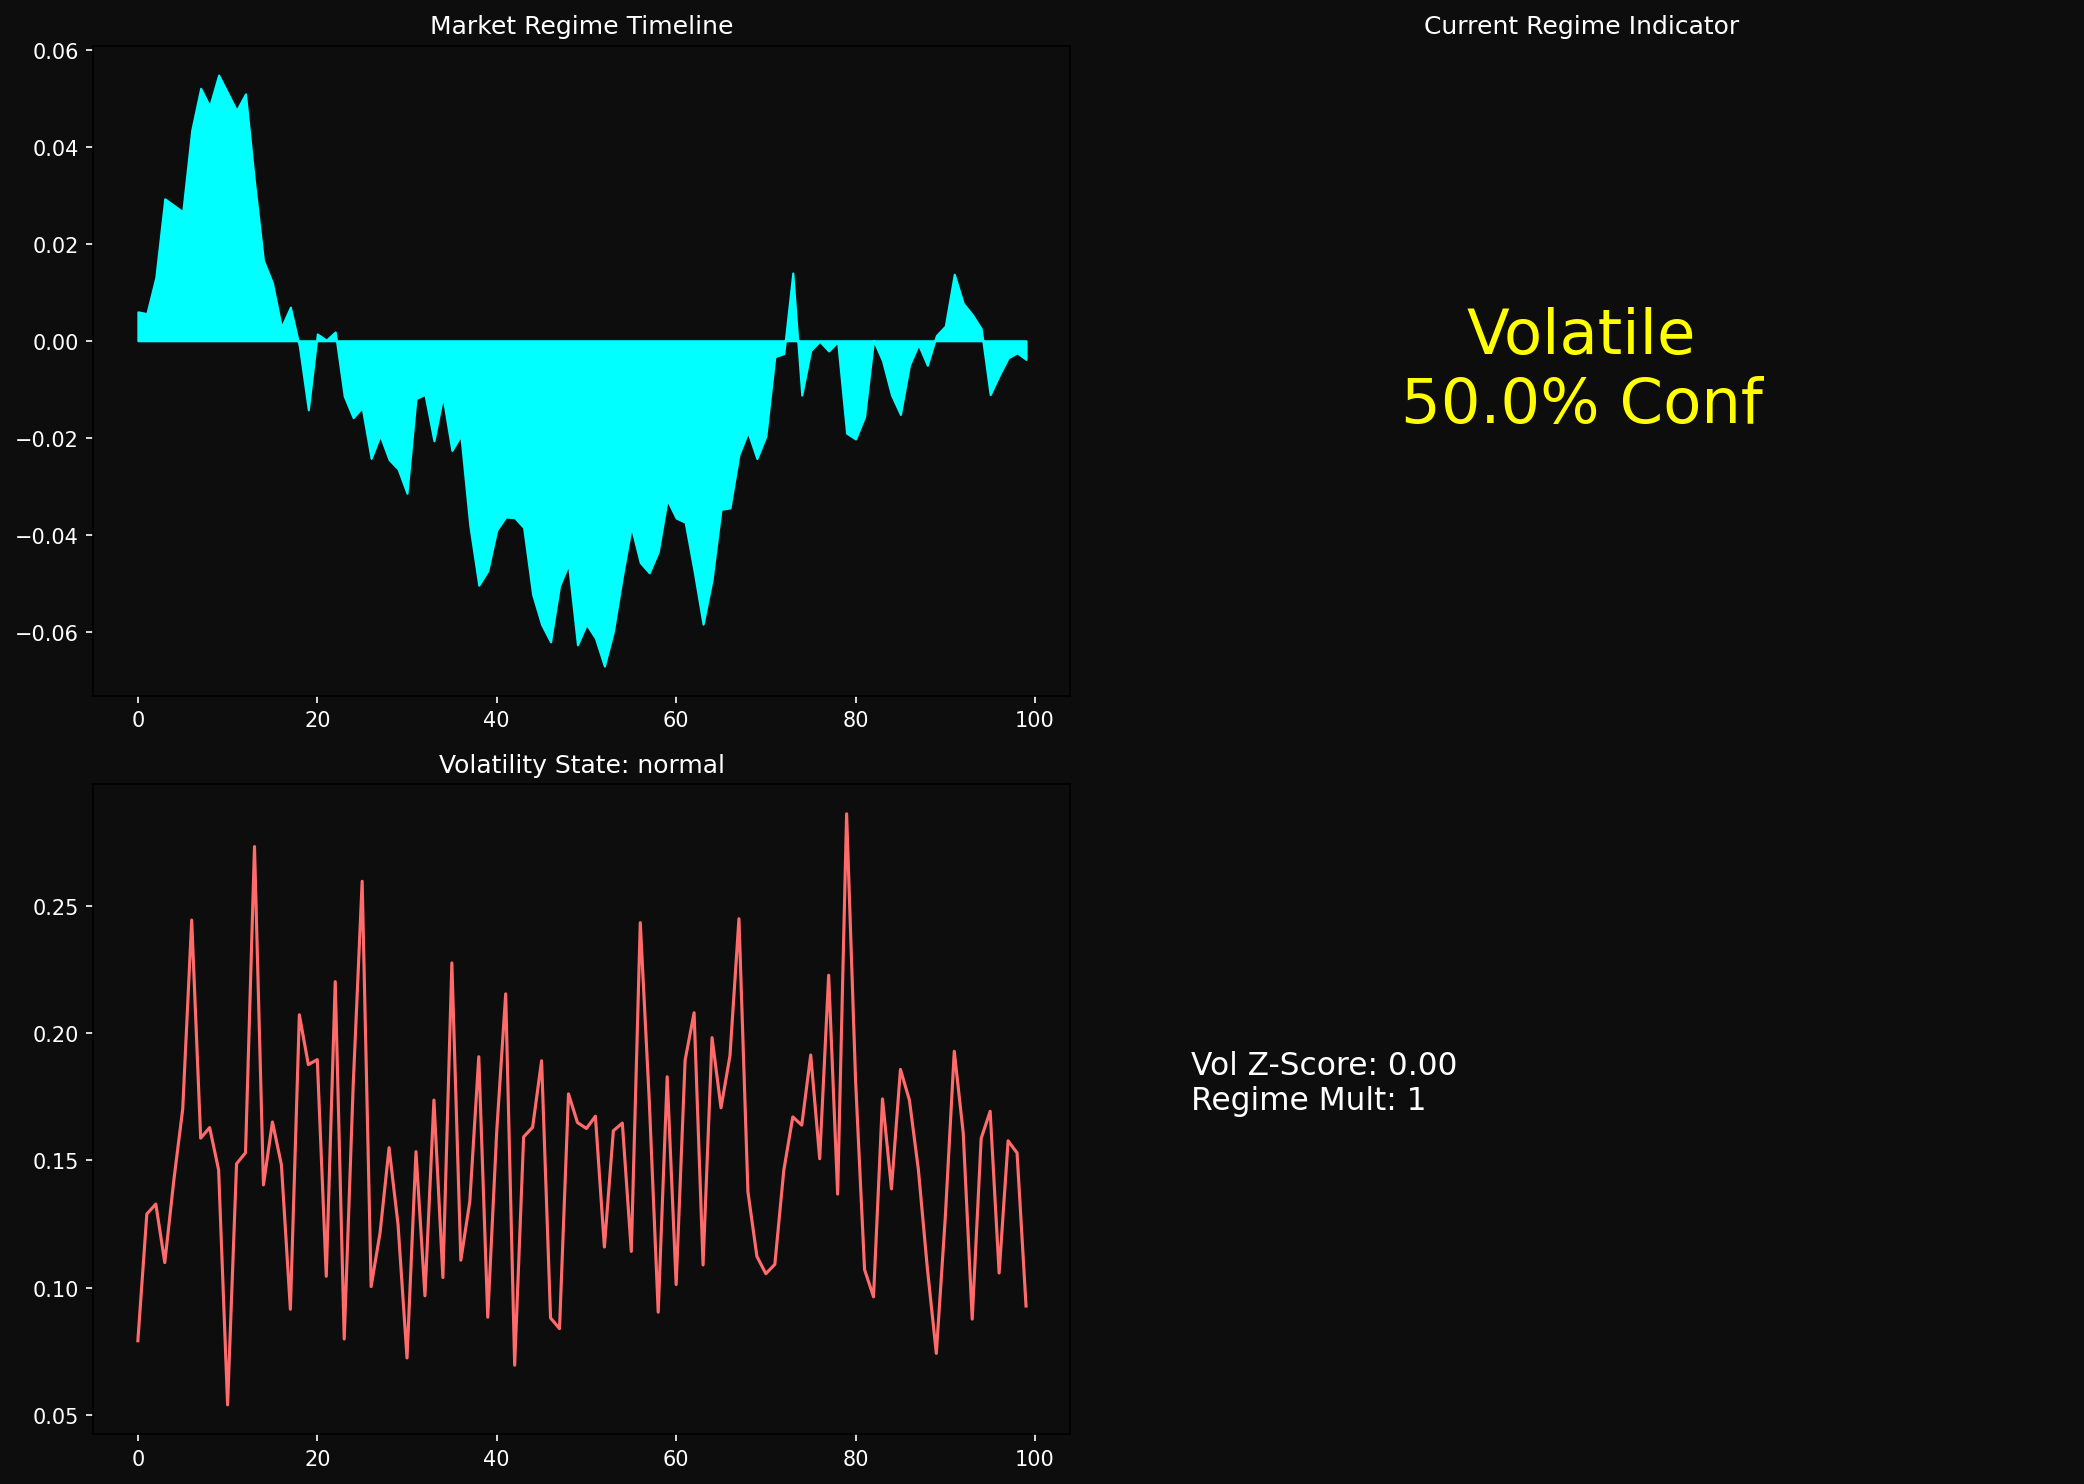 Market Regime Timeline
0.06
0.04
0.02
0.00
−0.02
−0.04
−0.06
0 20 40 60 80 100
Current Regime Indicator
Volatile
50.0% Conf
Volatility State: normal
0.25
0.20
0.15
0.10
0.05
0 20 40 60 80 100
Vol Z-Score: 0.00
Regime Mult: 1